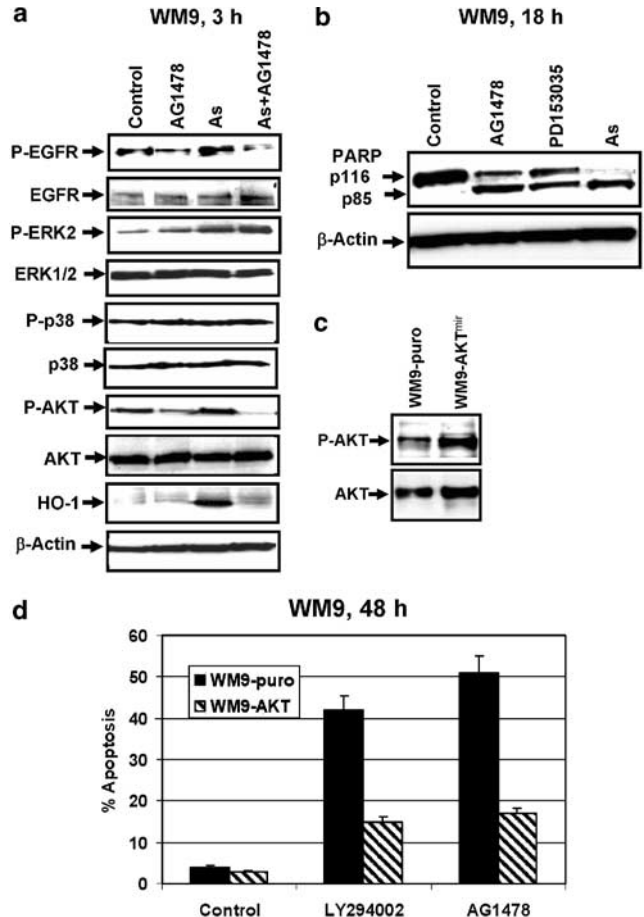 a
WM9, 3 h
Control
AG1478
As
As+AG1478
P-EGFR
EGFR
P-ERK2
ERK1/2
P-p38
p38
P-AKT
AKT
HO-1
β-Actin
b
WM9, 18 h
Control
AG1478
PD153035
As
PARP
p116
p85
β-Actin
c
WM9-puro
WM9-AKTmir
P-AKT
AKT
d
WM9, 48 h
% Apoptosis
60
50
40
30
20
10
0
WM9-puro
WM9-AKT
Control
LY294002
AG1478